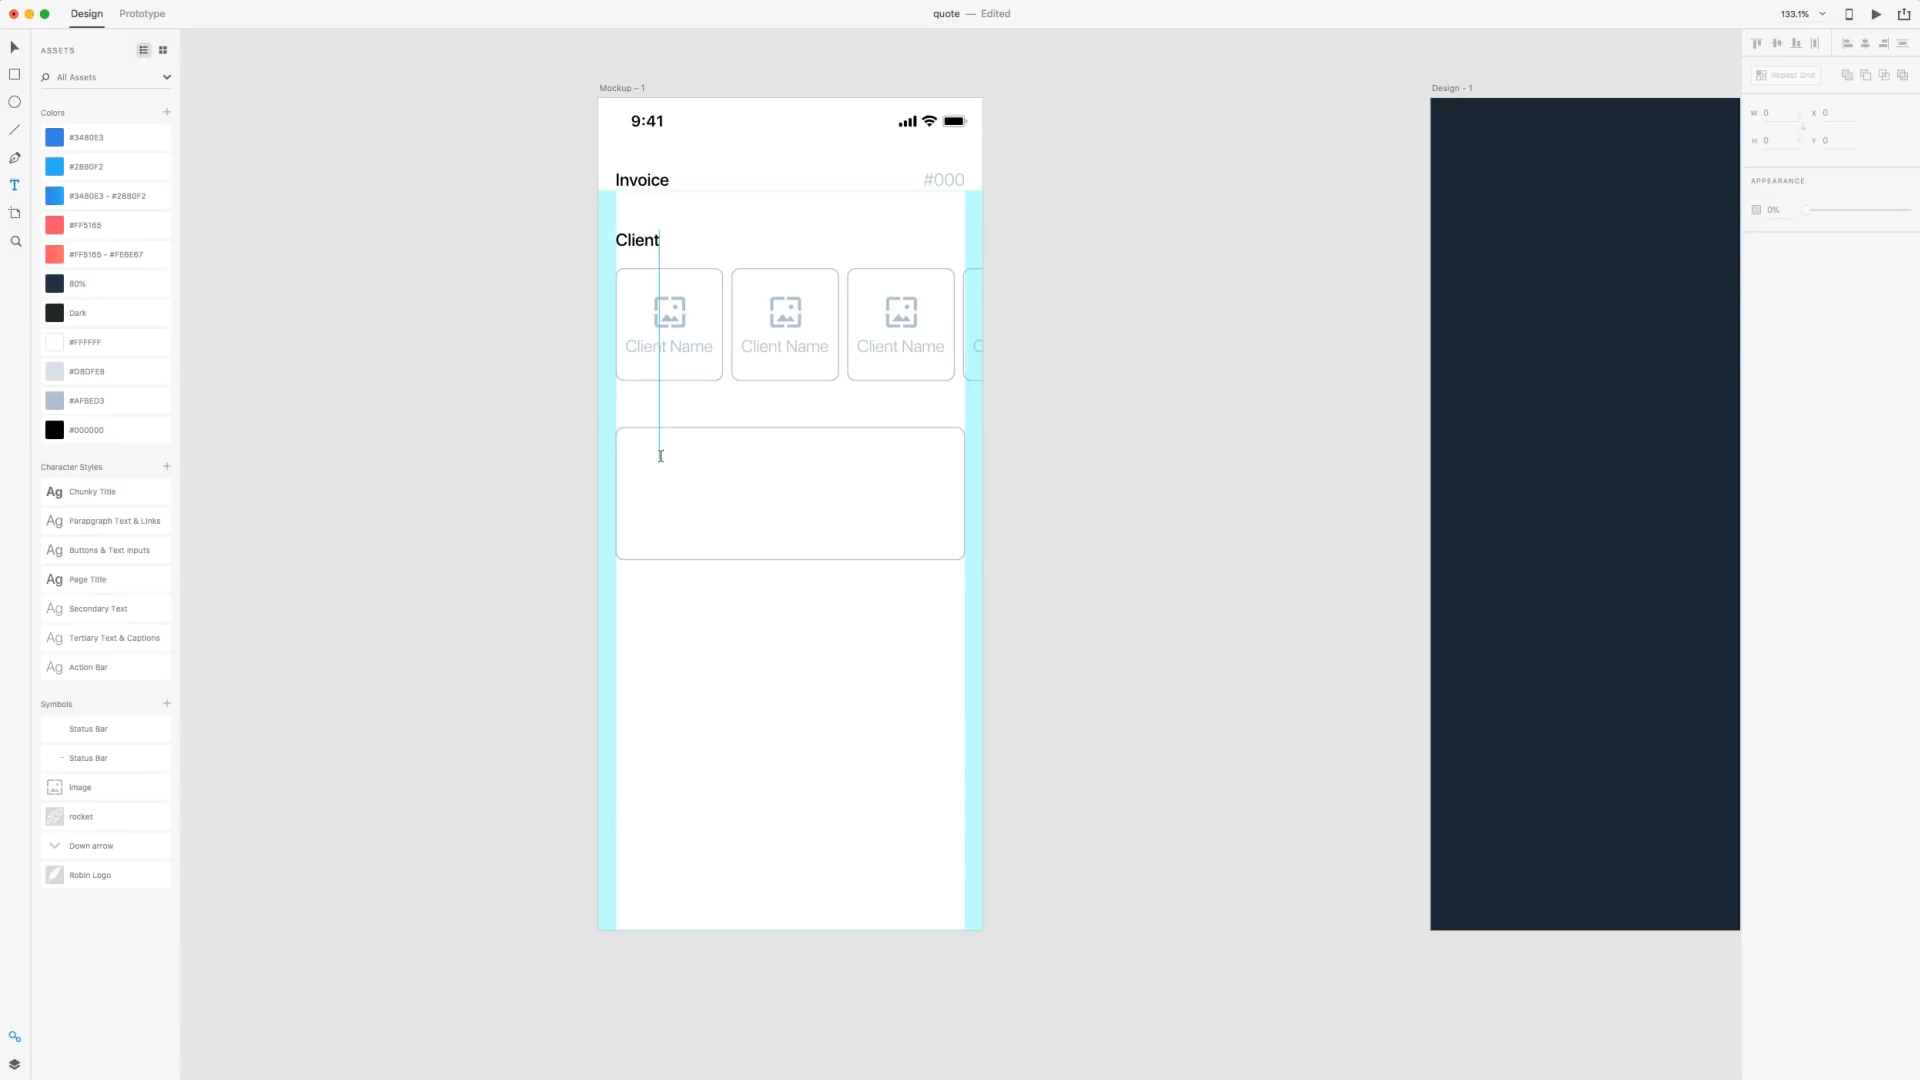 Design
Prototype
quote — Edited
133.1%
ASSETS
All Assets
Colors
#3480E3
#28B0F2
#3480E3 - #28B0F2
#FF5165
#FF5165 - #FE6E67
80%
Dark
#FFFFFF
#D8DFE8
#AFBED3
#000000
Character Styles
Ag Chunky Title
Ag Parapgraph Text & Links
Ag Buttons & Text Inputs
Ag Page Title
Ag Secondary Text
Ag Tertiary Text & Captions
Ag Action Bar
Symbols
Status Bar
Status Bar
Image
rocket
Down arrow
Robin Logo
Mockup – 1
9:41
Invoice
#000
Client
Client Name
Client Name
Client Name
C
Design - 1
Repeat Grid
W 0
X 0
H 0
Y 0
APPEARANCE
0%